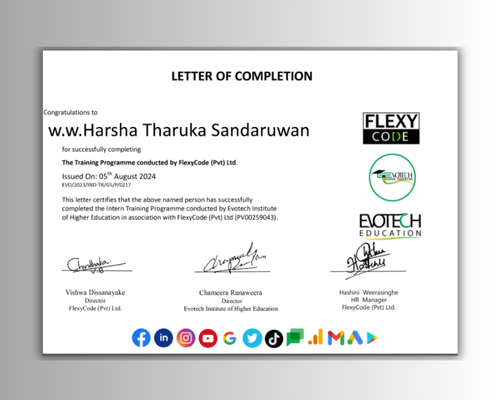 LETTER OF COMPLETION
Congratulations to
w.w.Harsha Tharuka Sandaruwan
for successfully completing
The Training Programme conducted by FlexyCode (Pvt) Ltd.
Issued On: 05th August 2024
EVO/2023/IND-TR/GS/P/0217
This letter certifies that the above named person has successfully
completed the Intern Training Programme conducted by Evotech Institute
of Higher Education in association with FlexyCode (Pvt) Ltd (PV00259043).
FLEXY
CODE
EVOTECH
EVOTECH
EDUCATION
Vishwa Dissanayake
Director
FlexyCode (Pvt) Ltd.
Chameera Ranaweera
Director
Evotech Institute of Higher Education
Hashini Weerasinghe
HR Manager
FlexyCode (Pvt) Ltd.